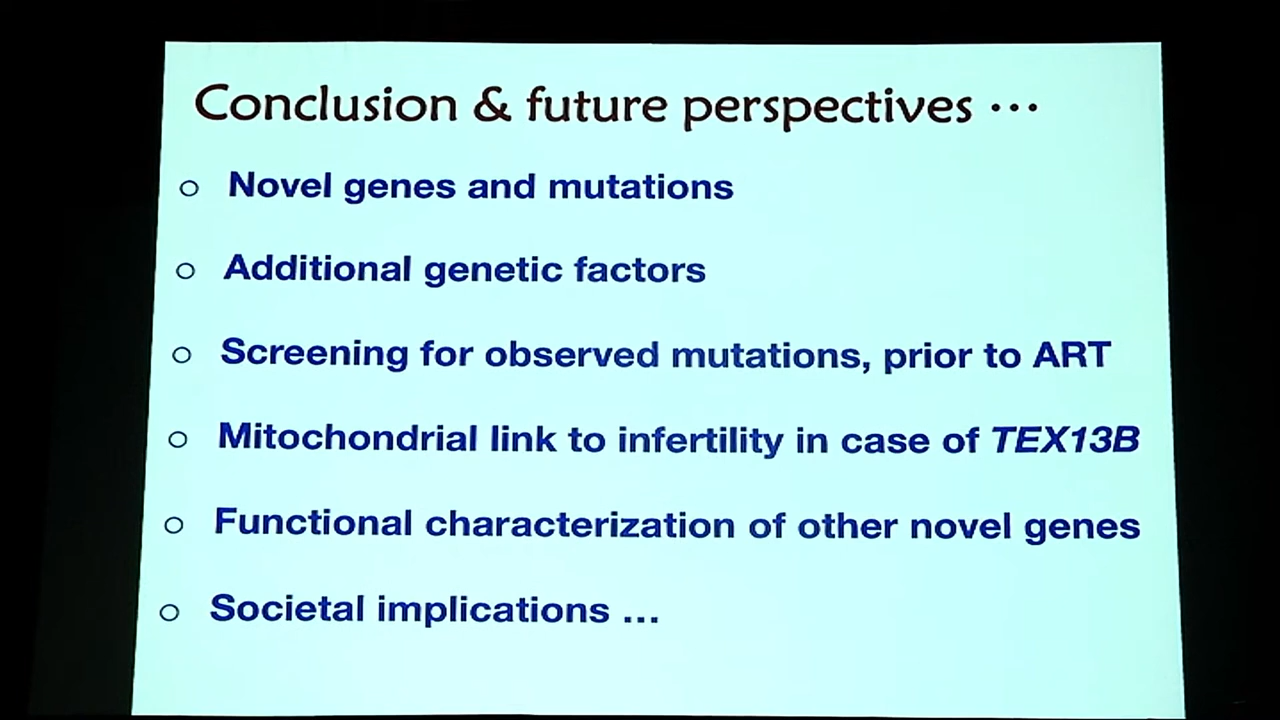 Conclusion & future perspectives ...
○ Novel genes and mutations
○ Additional genetic factors
○ Screening for observed mutations, prior to ART
○ Mitochondrial link to infertility in case of TEX13B
○ Functional characterization of other novel genes
○ Societal implications ...